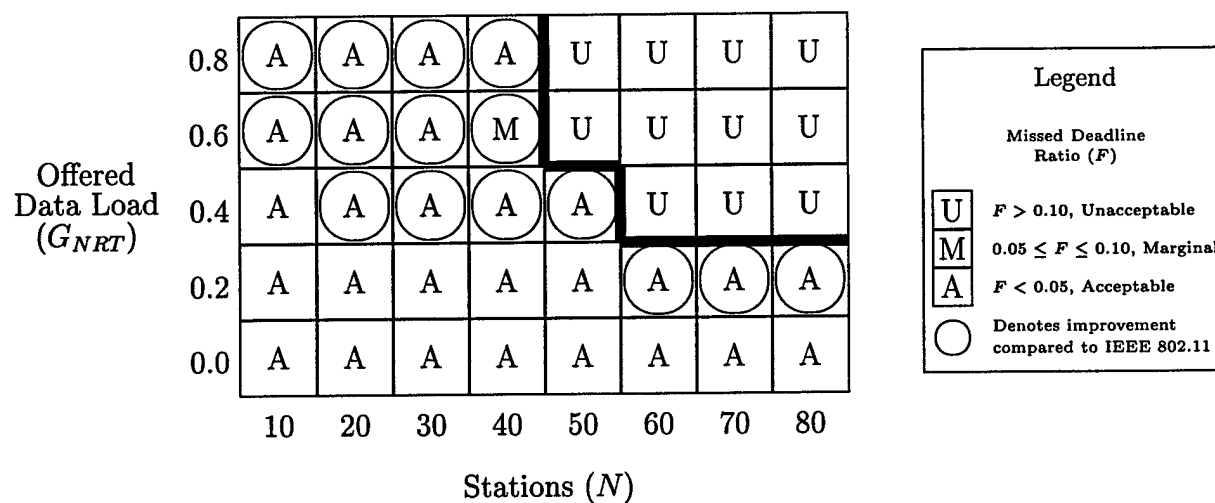 0.8 A A A A U U U U
0.6 A A A M U U U U
Offered
Data Load
(G_NRT)
0.4 A A A A A U U U
0.2 A A A A A A A A
0.0 A A A A A A A A
10 20 30 40 50 60 70 80
Stations (N)
Legend
Missed Deadline
Ratio (F)
U F > 0.10, Unacceptable
M 0.05 ≤ F ≤ 0.10, Marginal
A F < 0.05, Acceptable
Denotes improvement
compared to IEEE 802.11